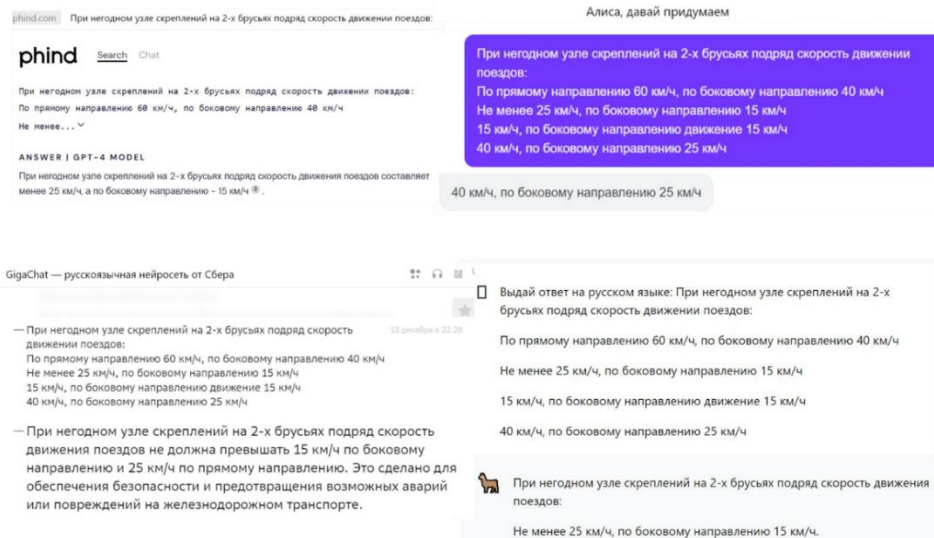 phind.com При негодном узле скреплений на 2-х брусьях подряд скорость движении поездов:
phind Search Chat
При негодном узле скреплений на 2-х брусьях подряд скорость движении поездов:
По прямому направлению 60 км/ч, по боковому направлению 40 км/ч
Не менее...
ANSWER | GPT-4 MODEL
При негодном узле скреплений на 2-х брусьях подряд скорость движения поездов составляет
менее 25 км/ч, а по боковому направлению – 15 км/ч .
Алиса, давай придумаем
При негодном узле скреплений на 2-х брусьях подряд скорость движении
поездов:
По прямому направлению 60 км/ч, по боковому направлению 40 км/ч
Не менее 25 км/ч, по боковому направлению 15 км/ч
15 км/ч, по боковому направлению движение 15 км/ч
40 км/ч, по боковому направлению 25 км/ч
40 км/ч, по боковому направлению 25 км/ч
GigaChat — русскоязычная нейросеть от Сбера
— При негодном узле скреплений на 2-х брусьях подряд скорость 13 декабря в 22:28
движении поездов:
По прямому направлению 60 км/ч, по боковому направлению 40 км/ч
Не менее 25 км/ч, по боковому направлению 15 км/ч
15 км/ч, по боковому направлению движение 15 км/ч
40 км/ч, по боковому направлению 25 км/ч
— При негодном узле скреплений на 2-х брусьях подряд скорость
движения поездов не должна превышать 15 км/ч по боковому
направлению и 25 км/ч по прямому направлению. Это сделано для
обеспечения безопасности и предотвращения возможных аварий
или повреждений на железнодорожном транспорте.
Выдай ответ на русском языке: При негодном узле скреплений на 2-х
брусьях подряд скорость движении поездов:
По прямому направлению 60 км/ч, по боковому направлению 40 км/ч
Не менее 25 км/ч, по боковому направлению 15 км/ч
15 км/ч, по боковому направлению движение 15 км/ч
40 км/ч, по боковому направлению 25 км/ч
При негодном узле скреплений на 2-х брусьях подряд скорость движения
поездов:
Не менее 25 км/ч, по боковому направлению 15 км/ч.